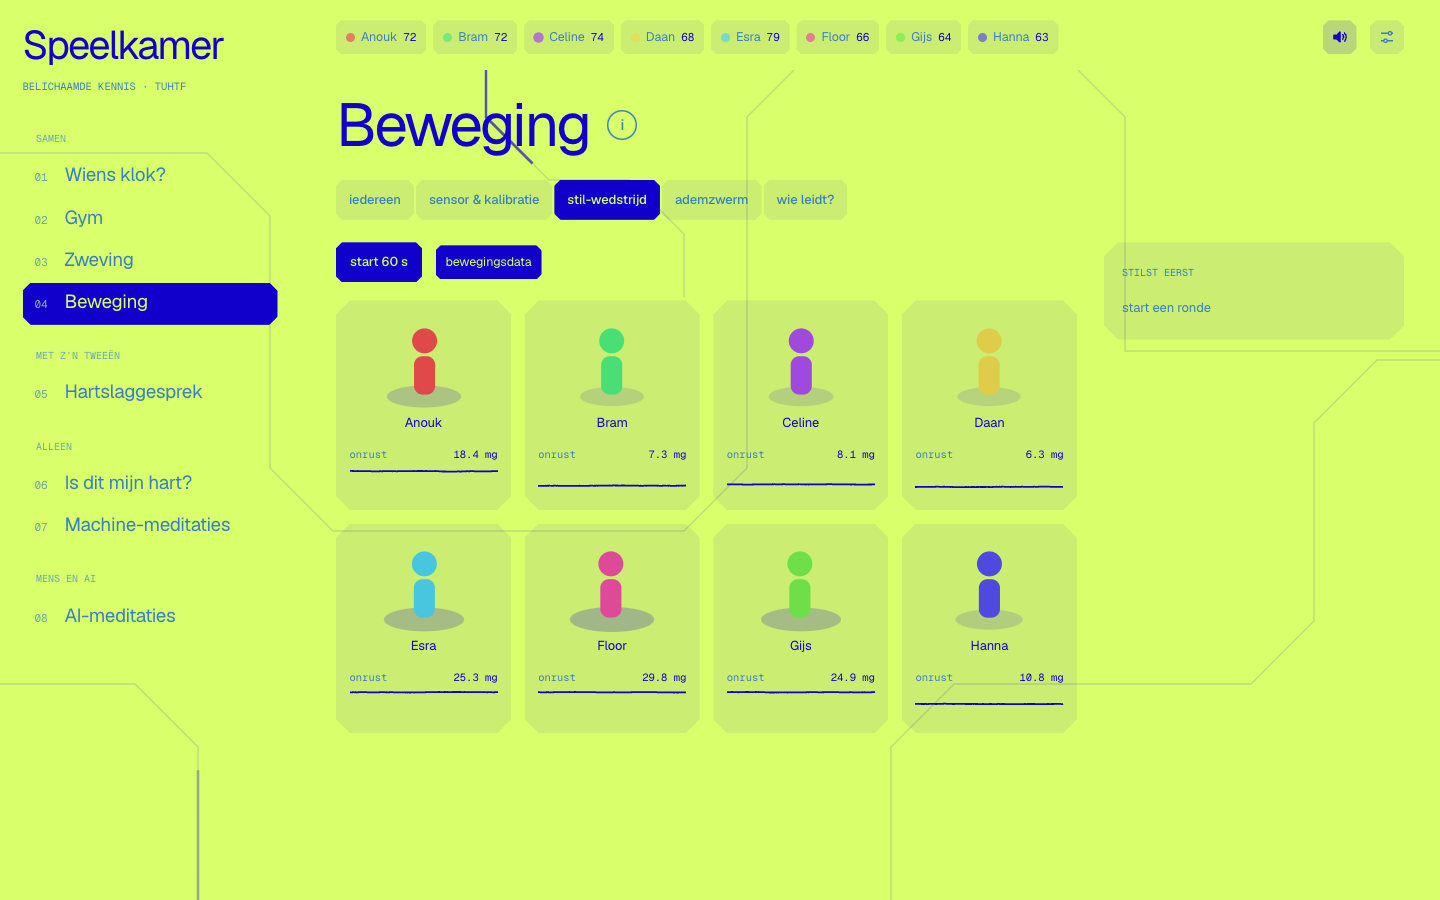 Speelkamer
BELICHAAMDE KENNIS · TUHTF
SAMEN
01 Wiens klok?
02 Gym
03 Zweving
04 Beweging
MET Z'N TWEEËN
05 Hartslaggesprek
ALLEEN
06 Is dit mijn hart?
07 Machine-meditaties
MENS EN AI
08 AI-meditaties
Anouk 72 Bram 72 Celine 74 Daan 68 Esra 79 Floor 66 Gijs 64 Hanna 63
Beweging i
iedereen sensor & kalibratie stil-wedstrijd ademzwerm wie leidt?
start 60 s bewegingsdata
Anouk Bram Celine Daan
onrust 18.4 mg onrust 7.3 mg onrust 8.1 mg onrust 6.3 mg
Esra Floor Gijs Hanna
onrust 25.3 mg onrust 29.8 mg onrust 24.9 mg onrust 10.8 mg
STILST EERST
start een ronde